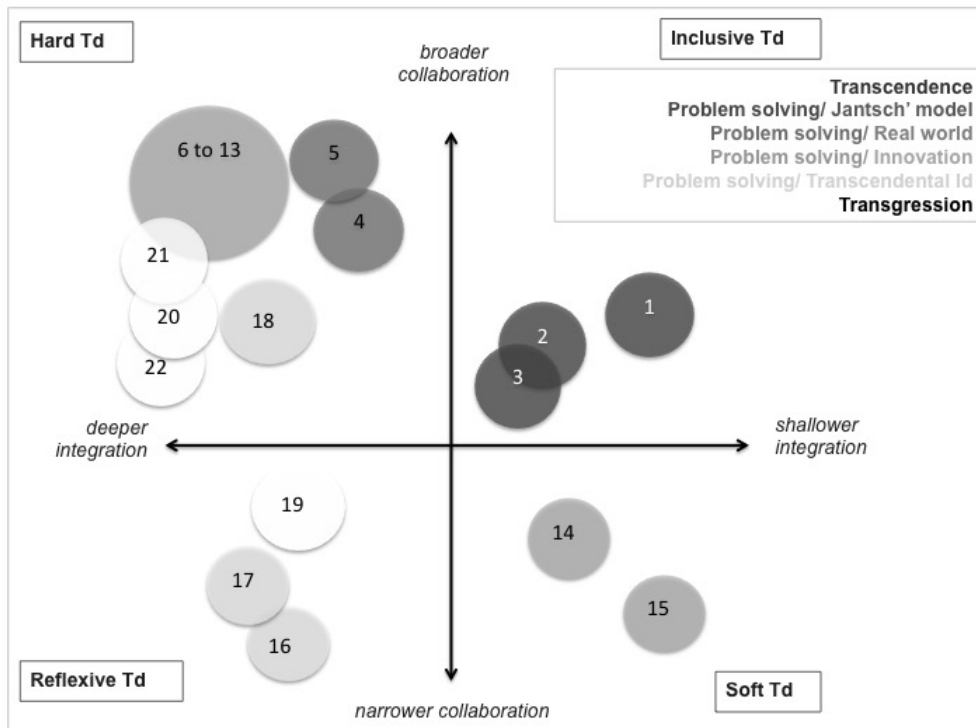 Hard Td
broader
collaboration
Inclusive Td
Transcendence
Problem solving/ Jantsch' model
Problem solving/ Real world
Problem solving/ Innovation
Problem solving/ Transcendental Id
Transgression
6 to 13
5
4
21
20
18
22
1
2
3
deeper
integration
shallower
integration
19
14
17
15
16
Reflexive Td
Soft Td
narrower collaboration